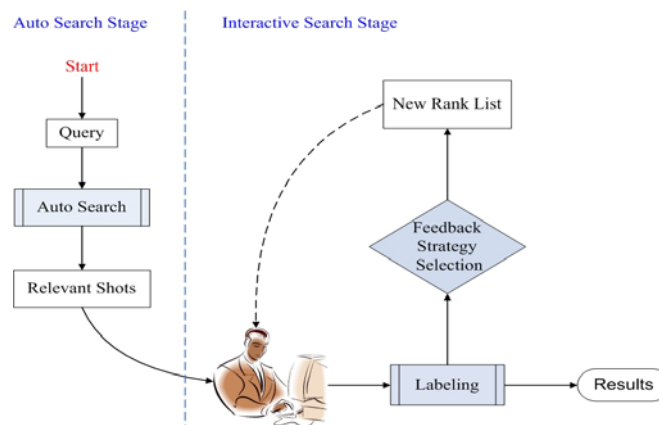 Auto Search Stage
Interactive Search Stage
Start
Query
Auto Search
Relevant Shots
New Rank List
Feedback
Strategy
Selection
Labeling
Results